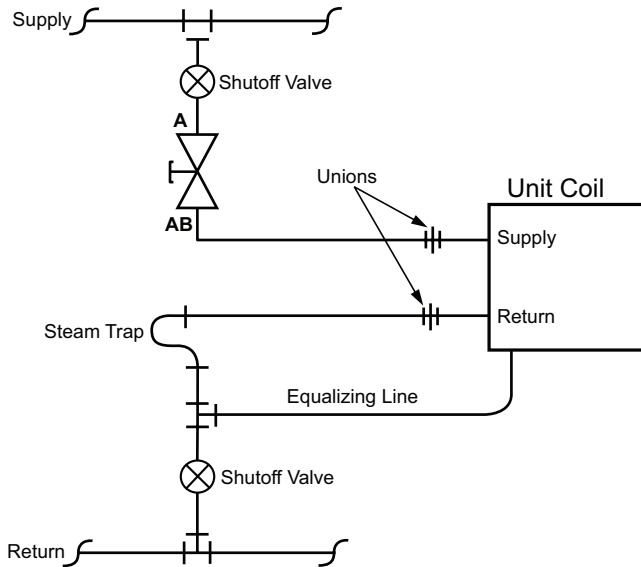 Supply
Shutoff Valve
A
Unions
Unit Coil
AB
Supply
Return
Steam Trap
Equalizing Line
Shutoff Valve
Return